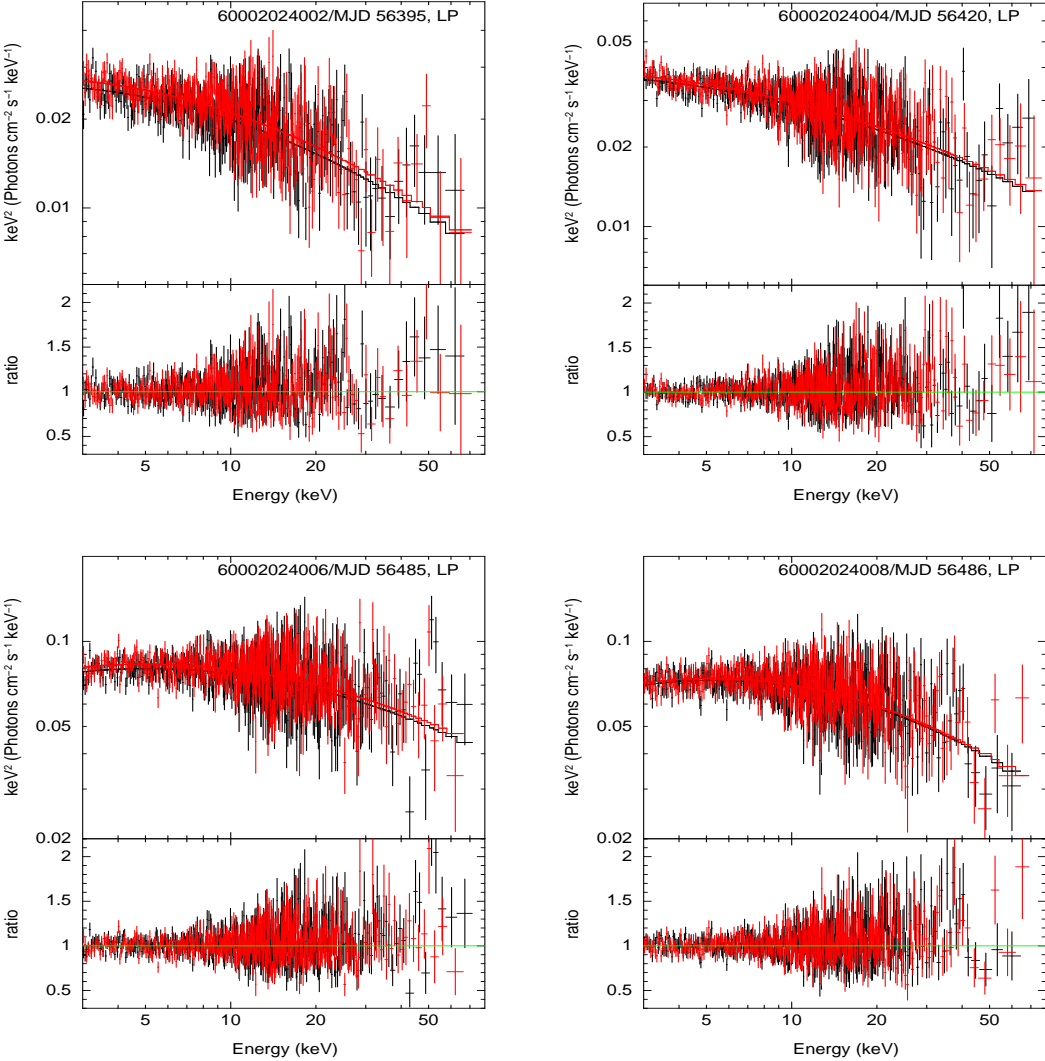 60002024002/MJD 56395, LP
keV² (Photons cm⁻² s⁻¹ keV⁻¹)
0.02
0.01
ratio
2
1.5
1
0.5
5 10 20 50
Energy (keV)
60002024004/MJD 56420, LP
keV² (Photons cm⁻² s⁻¹ keV⁻¹)
0.05
0.02
0.01
ratio
2
1.5
1
0.5
5 10 20 50
Energy (keV)
60002024006/MJD 56485, LP
keV² (Photons cm⁻² s⁻¹ keV⁻¹)
0.1
0.05
0.02
ratio
2
1.5
1
0.5
5 10 20 50
Energy (keV)
60002024008/MJD 56486, LP
keV² (Photons cm⁻² s⁻¹ keV⁻¹)
0.1
0.05
0.02
ratio
2
1.5
1
0.5
5 10 20 50
Energy (keV)